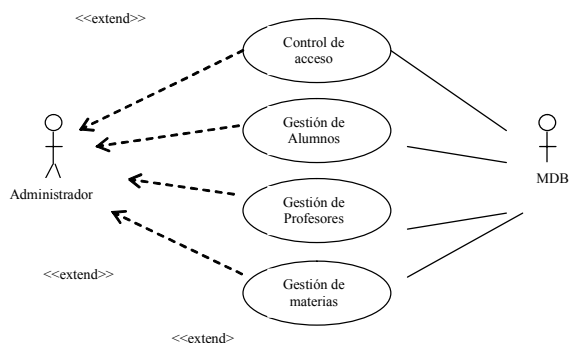 <<extend>>
Control de
acceso
Gestión de
Alumnos
Administrador
MDB
Gestión de
Profesores
<<extend>>
Gestión de
materias
<<extend>